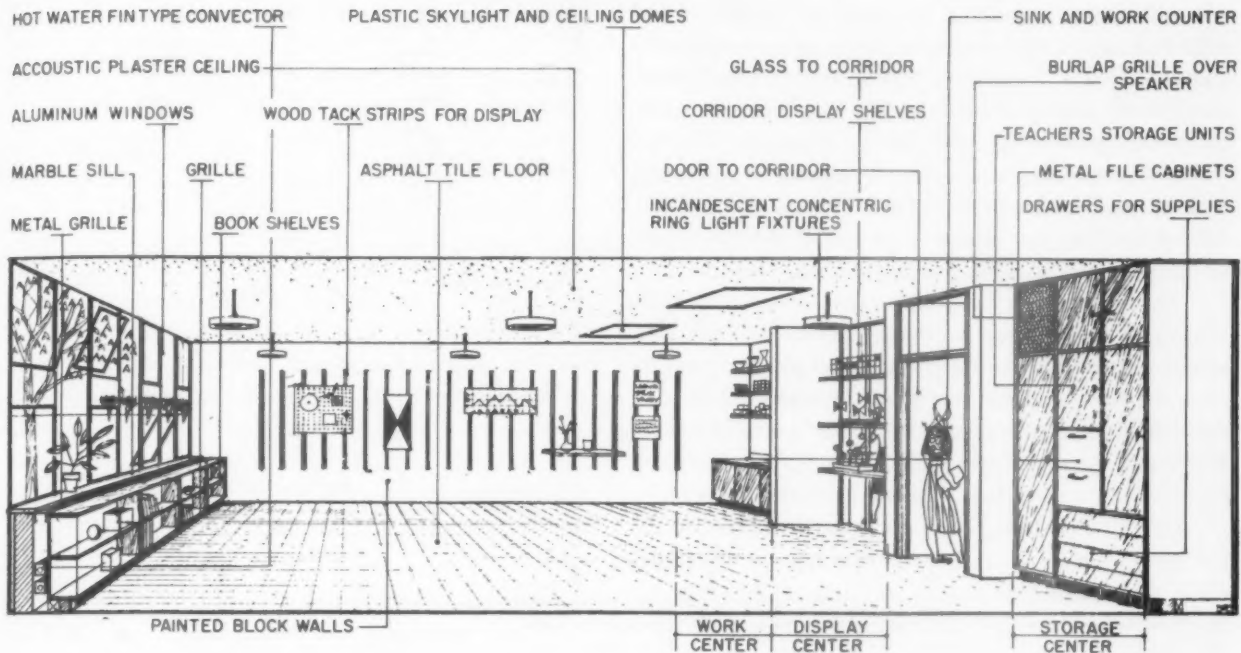 HOT WATER FIN TYPE CONVECTOR
PLASTIC SKYLIGHT AND CEILING DOMES
SINK AND WORK COUNTER
ACCOUSTIC PLASTER CEILING
GLASS TO CORRIDOR
BURLAP GRILLE OVER
SPEAKER
ALUMINUM WINDOWS
WOOD TACK STRIPS FOR DISPLAY
CORRIDOR DISPLAY SHELVES
TEACHERS STORAGE UNITS
MARBLE SILL
GRILLE
ASPHALT TILE FLOOR
DOOR TO CORRIDOR
METAL FILE CABINETS
METAL GRILLE
BOOK SHELVES
INCANDESCENT CONCENTRIC
RING LIGHT FIXTURES
DRAWERS FOR SUPPLIES
PAINTED BLOCK WALLS
WORK
CENTER
DISPLAY
CENTER
STORAGE
CENTER